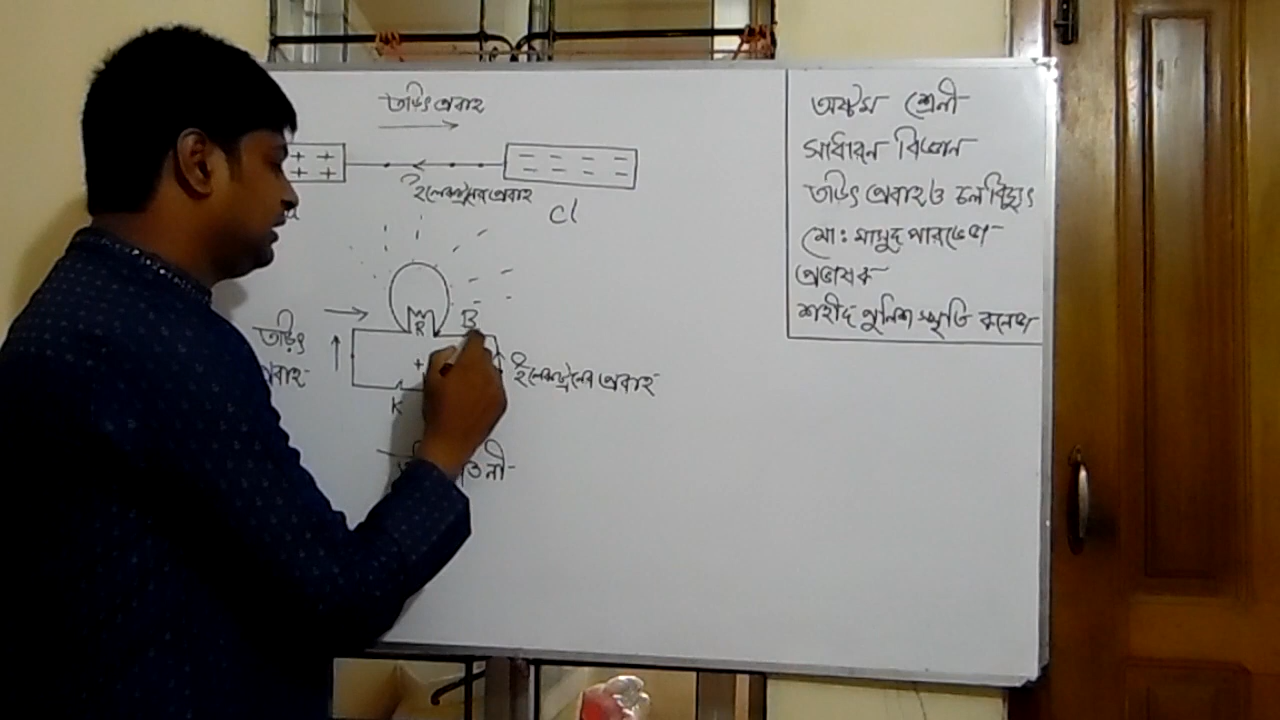 তড়িৎ প্রবাহ
+ +
+ +
- - - -
- - - -
ইলেকট্রনের প্রবাহ
Cl
B
R
তড়িৎ
প্রবাহ
+
ইলেকট্রনের প্রবাহ
K
অষ্টম শ্রেনী
সাধারন বিজ্ঞান
তড়িৎ প্রবাহ ও চল বিদ্যুৎ
মো: মাসুদ পারভেজ
প্রভাষক
শহীদ পুলিশ স্মৃতি কলেজ